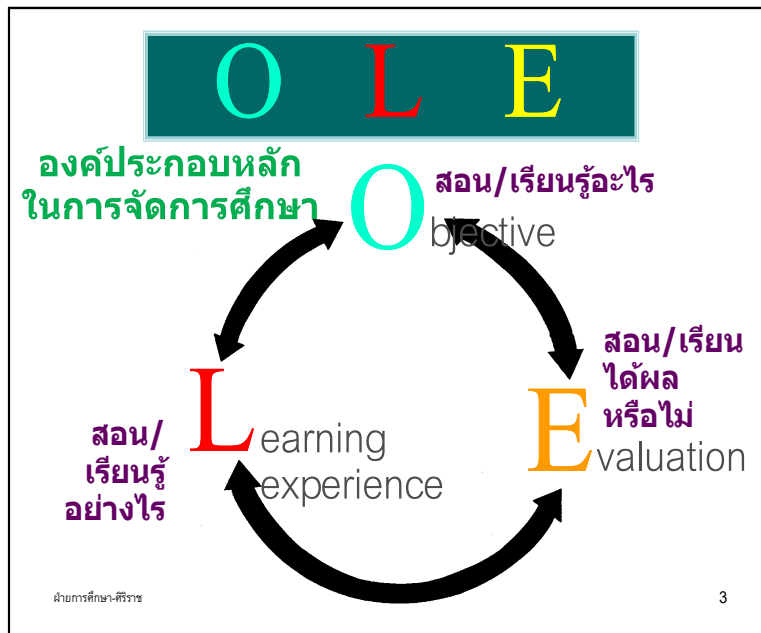 O L E
องค์ประกอบหลัก
ในการจัดการศึกษา
สอน/เรียนรู้อะไร
Objective
สอน/เรียน
ได้ผล
หรือไม่
Evaluation
สอน/
เรียนรู้
อย่างไร
Learning
experience
ฝ่ายการศึกษา-ศิริราช
3